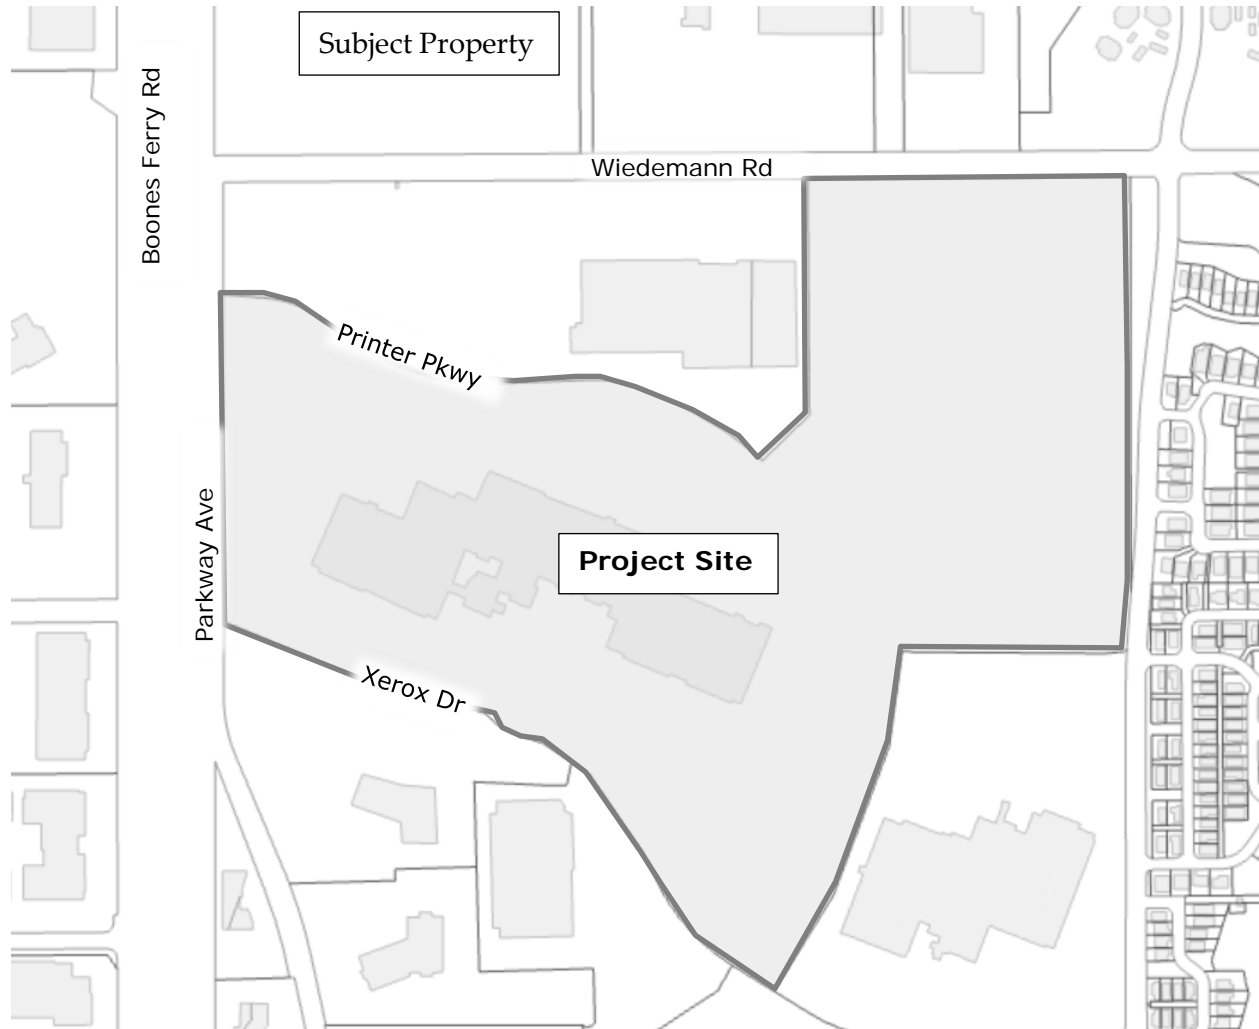 Subject Property
Boones Ferry Rd
Wiedemann Rd
Printer Pkwy
Parkway Ave
Project Site
Xerox Dr